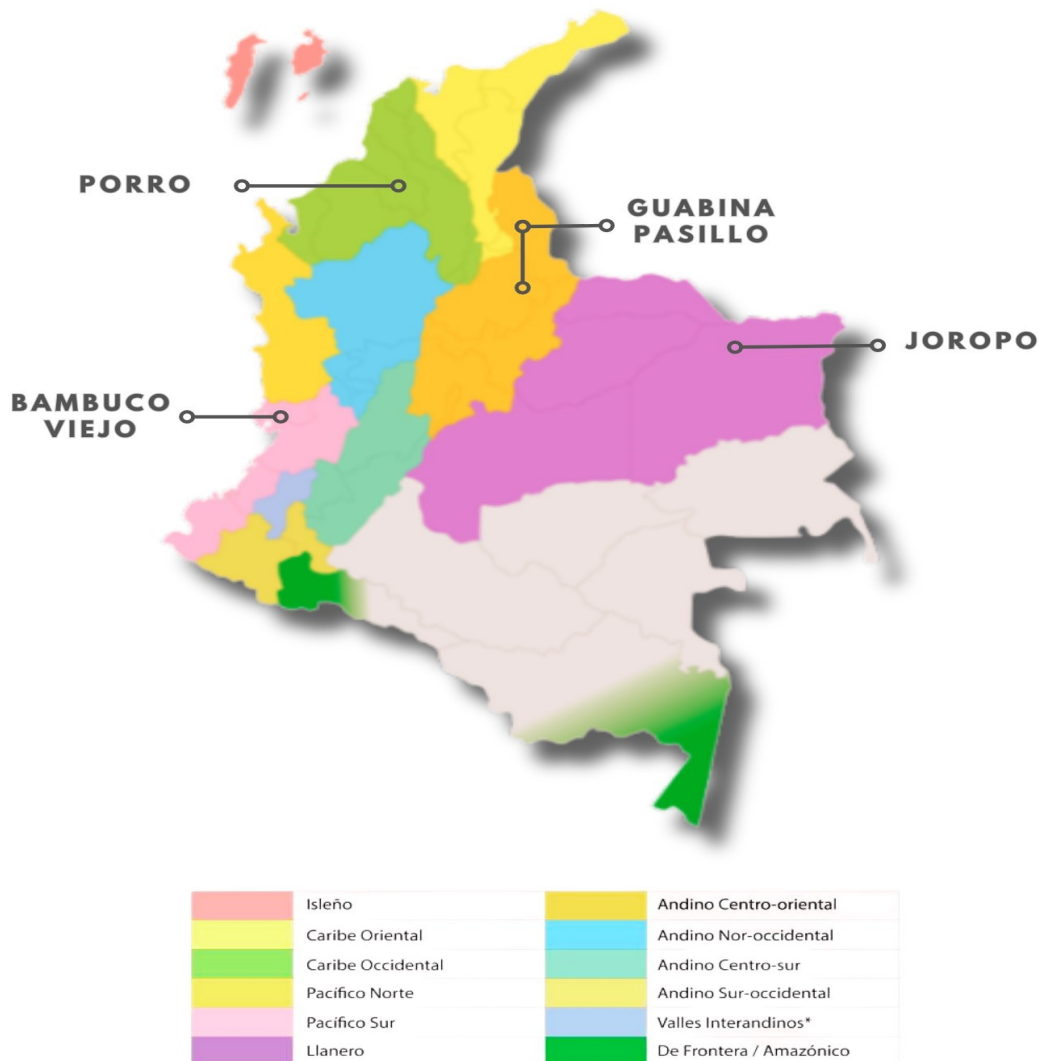 PORRO
GUABINA
PASILLO
JOROPO
BAMBUCO
VIEJO
Isleño
Caribe Oriental
Caribe Occidental
Pacífico Norte
Pacífico Sur
Llanero
Andino Centro-oriental
Andino Nor-occidental
Andino Centro-sur
Andino Sur-occidental
Valles Interandinos*
De Frontera / Amazónico